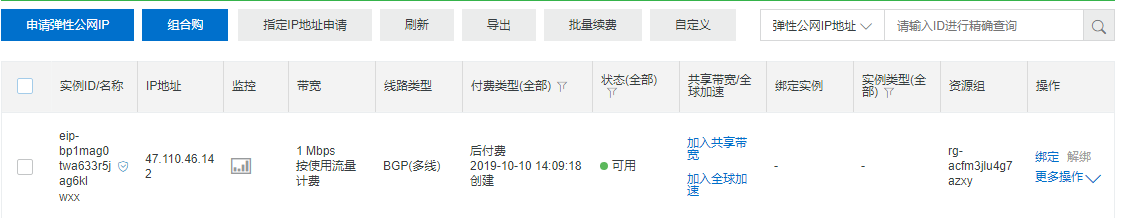 申请弹性公网IP 组合购 指定IP地址申请 刷新 导出 批量续费 自定义 弹性公网IP地址 请输入ID进行精确查询
实例ID/名称 IP地址 监控 带宽 线路类型 付费类型(全部) 状态(全部) 共享带宽/全
球加速 绑定实例 实例类型(全
部) 资源组 操作
eip-
bp1mag0
twa633r5j
ag6kl
wxx
47.110.46.14
2
1 Mbps
按使用流量
计费
BGP(多线)
后付费
2019-10-10 14:09:18
创建
可用
加入共享带
宽
加入全球加
速
-
-
rg-
acfm3jlu4g7
azxy
绑定 解绑
更多操作